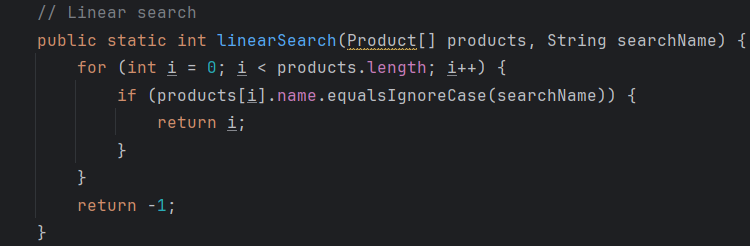 // Linear search
public static int linearSearch(Product[] products, String searchName) {
for (int i = 0; i < products.length; i++) {
if (products[i].name.equalsIgnoreCase(searchName)) {
return i;
}
}
return -1;
}